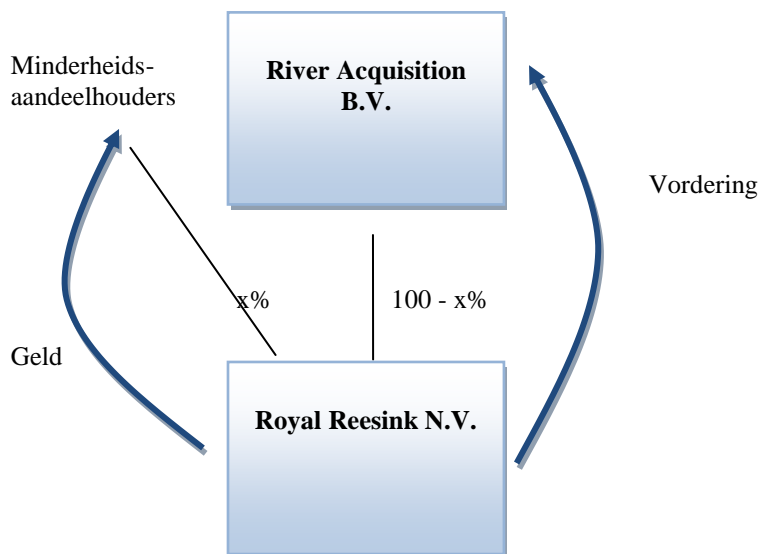 Minderheids-
aandeelhouders
River Acquisition
B.V.
Vordering
x%
100 - x%
Geld
Royal Reesink N.V.